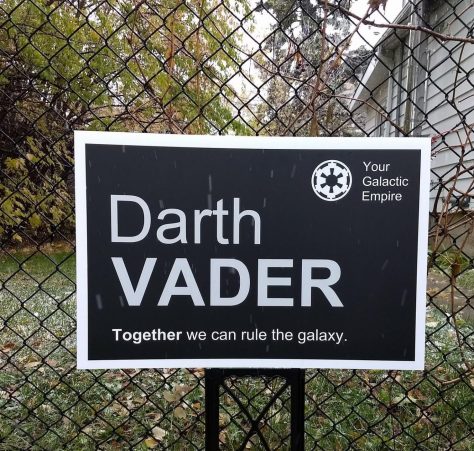 Your
Galactic
Empire
Darth
VADER
Together we can rule the galaxy.